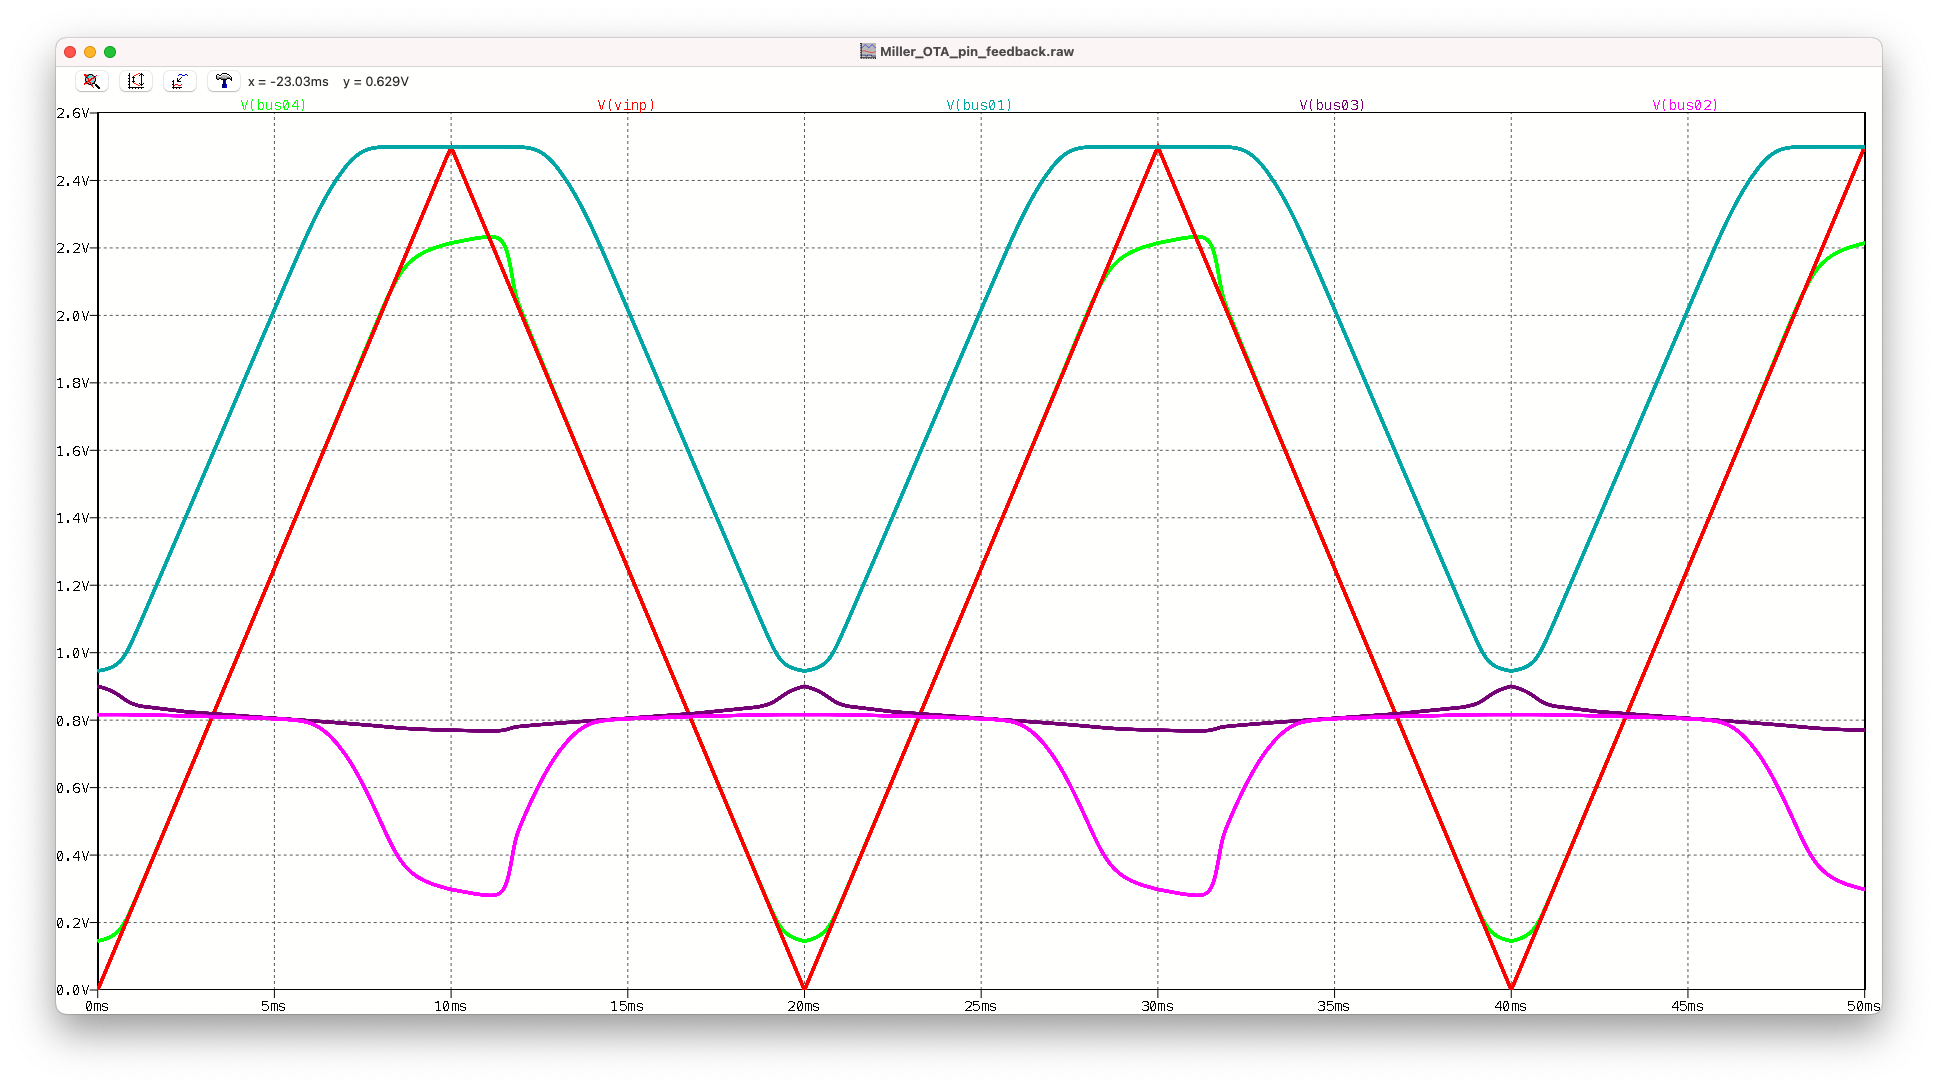 Miller_OTA_pin_feedback.raw
x = -23.03ms y = 0.629V
V(bus04) V(vinp) V(bus01) V(bus03) V(bus02)
2.6V
2.4V
2.2V
2.0V
1.8V
1.6V
1.4V
1.2V
1.0V
0.8V
0.6V
0.4V
0.2V
0.0V
0ms 5ms 10ms 15ms 20ms 25ms 30ms 35ms 40ms 45ms 50ms